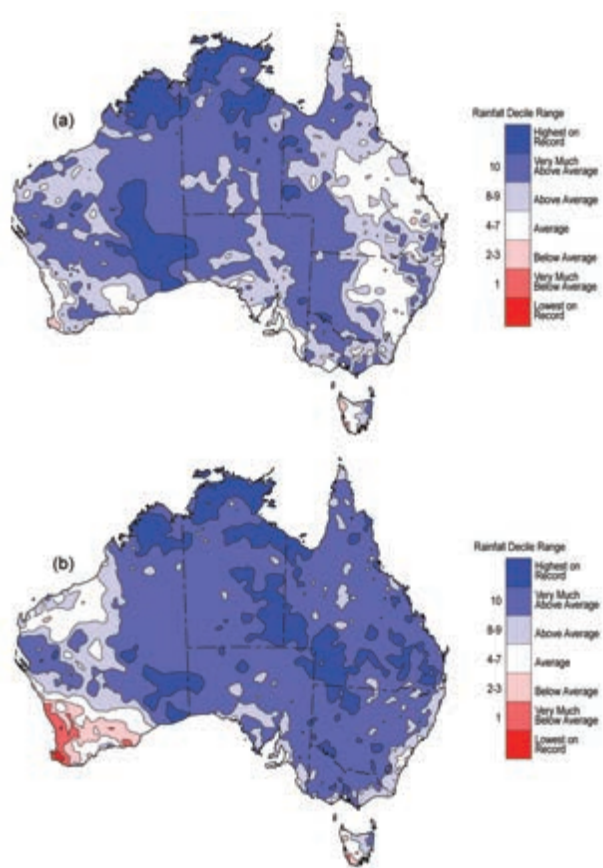 (a)
Rainfall Decile Range
Highest on
Record
10
Very Much
Above Average
8-9
Above Average
4-7
Average
2-3
Below Average
1
Very Much
Below Average
Lowest on
Record
(b)
Rainfall Decile Range
Highest on
Record
10
Very Much
Above Average
8-9
Above Average
4-7
Average
2-3
Below Average
1
Very Much
Below Average
Lowest on
Record